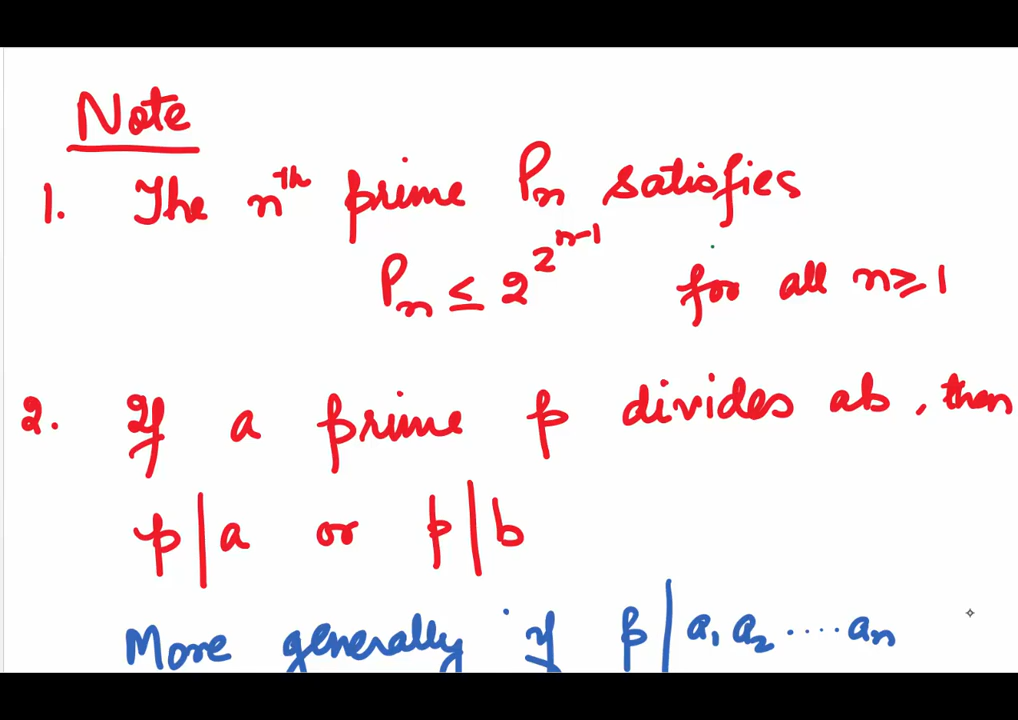 Note
1. The n^th prime P_n satisfies
P_n ≤ 2^{2^{n-1}} for all n ≥ 1
2. If a prime p divides ab, then
p | a or p | b
More generally if p | a_1 a_2 ..... a_n